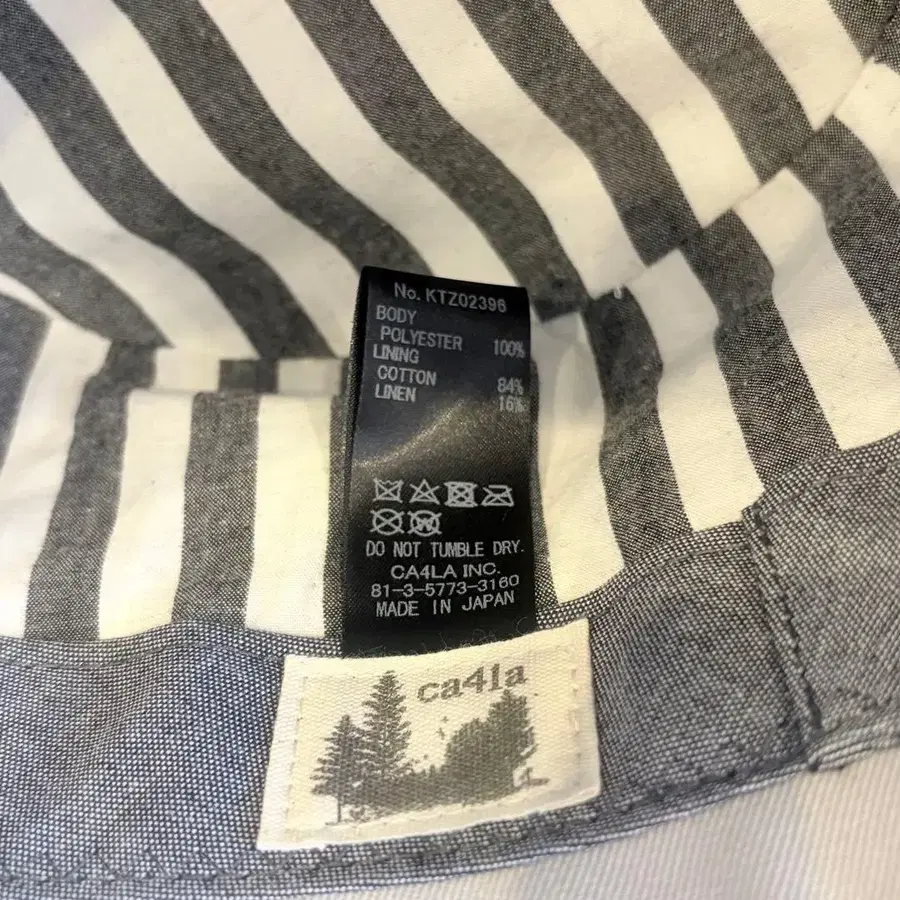 No. KTZ02396
BODY
POLYESTER 100%
LINING
COTTON 84%
LINEN 16%
DO NOT TUMBLE DRY.
CA4LA INC.
81-3-5773-3160
MADE IN JAPAN
ca4la